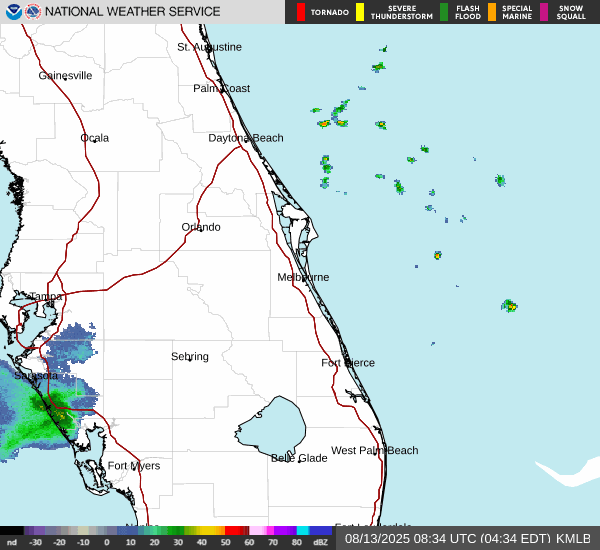 NATIONAL WEATHER SERVICE
TORNADO
SEVERE THUNDERSTORM
FLASH FLOOD
SPECIAL MARINE
SNOW SQUALL
St. Augustine
Gainesville
Palm Coast
Ocala
Daytona Beach
Orlando
Melbourne
Tampa
Sebring
Fort Pierce
Sarasota
West Palm Beach
Belle Glade
Fort Myers
nd -30 -20 -10 0 10 20 30 40 50 60 70 80 dBZ
08/13/2025 08:34 UTC (04:34 EDT) KMLB